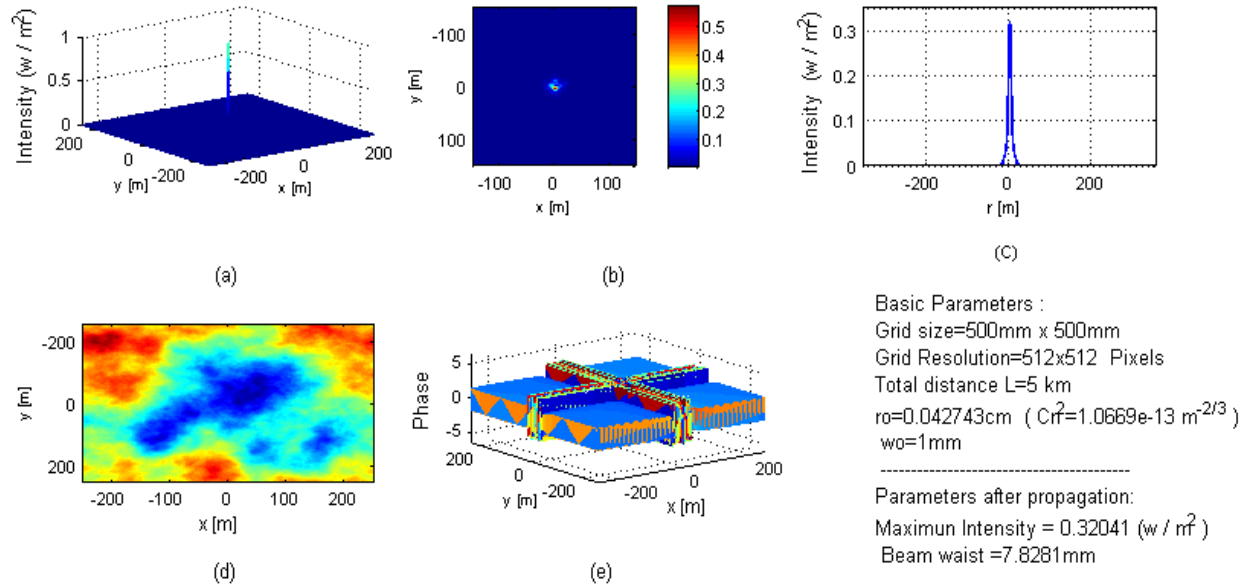 Intensity (w / m²)
1
0.5
0
200
0
-200
y [m]
-200
0
200
x [m]
(a)
-100
0
100
y [m]
-100
0
100
x [m]
0.5
0.4
0.3
0.2
0.1
(b)
Intensity (w / m²)
0.3
0.2
0.1
0
-200
0
200
r [m]
(C)
-200
0
200
y [m]
-200
-100
0
100
200
x [m]
(d)
Phase
5
0
-5
200
0
-200
y [m]
-200
0
200
x [m]
(e)
Basic Parameters :
Grid size=500mm x 500mm
Grid Resolution=512x512 Pixels
Total distance L=5 km
ro=0.042743cm ( Cn²=1.0669e-13 m-2/3 )
wo=1mm
----------------------------------------
Parameters after propagation:
Maximun Intensity = 0.32041 (w / m²)
Beam waist =7.8281mm